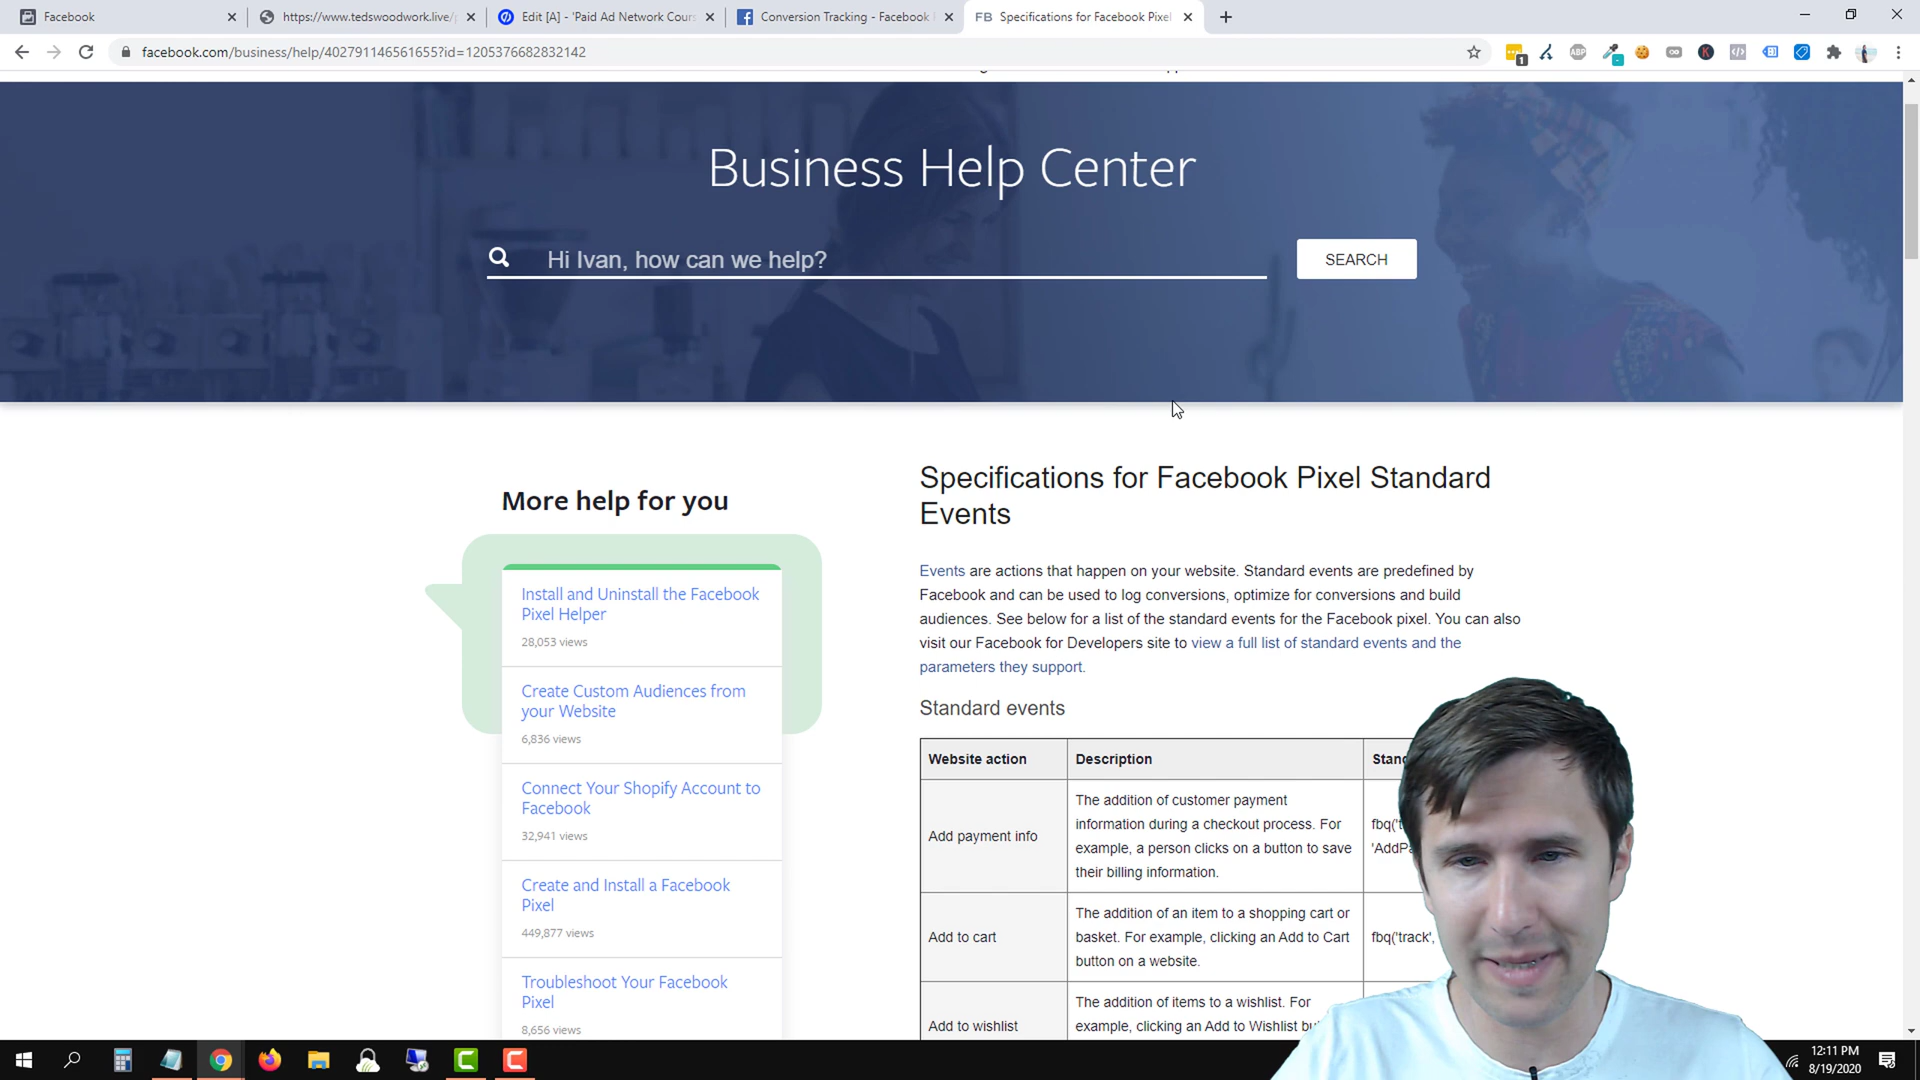 Facebook
https://www.tedswoodwork.live/
Edit [A] - 'Paid Ad Network Cour
Conversion Tracking - Facebook
FB
Specifications for Facebook Pixel
facebook.com/business/help/402791146561655?id=1205376682832142
ABP
1
K
Business Help Center
Hi Ivan, how can we help?
SEARCH
More help for you
Install and Uninstall the Facebook
Pixel Helper
28,053 views
Create Custom Audiences from
your Website
6,836 views
Connect Your Shopify Account to
Facebook
32,941 views
Create and Install a Facebook
Pixel
449,877 views
Troubleshoot Your Facebook
Pixel
8,656 views
Specifications for Facebook Pixel Standard
Events
Events are actions that happen on your website. Standard events are predefined by
Facebook and can be used to log conversions, optimize for conversions and build
audiences. See below for a list of the standard events for the Facebook pixel. You can also
visit our Facebook for Developers site to view a full list of standard events and the
parameters they support.
Standard events
Website action
Description
Add payment info
The addition of customer payment
information during a checkout process. For
example, a person clicks on a button to save
their billing information.
Add to cart
The addition of an item to a shopping cart or
basket. For example, clicking an Add to Cart
button on a website.
fbq('track',
Add to wishlist
The addition of items to a wishlist. For
example, clicking an Add to Wishlist
12:11 PM
8/19/2020